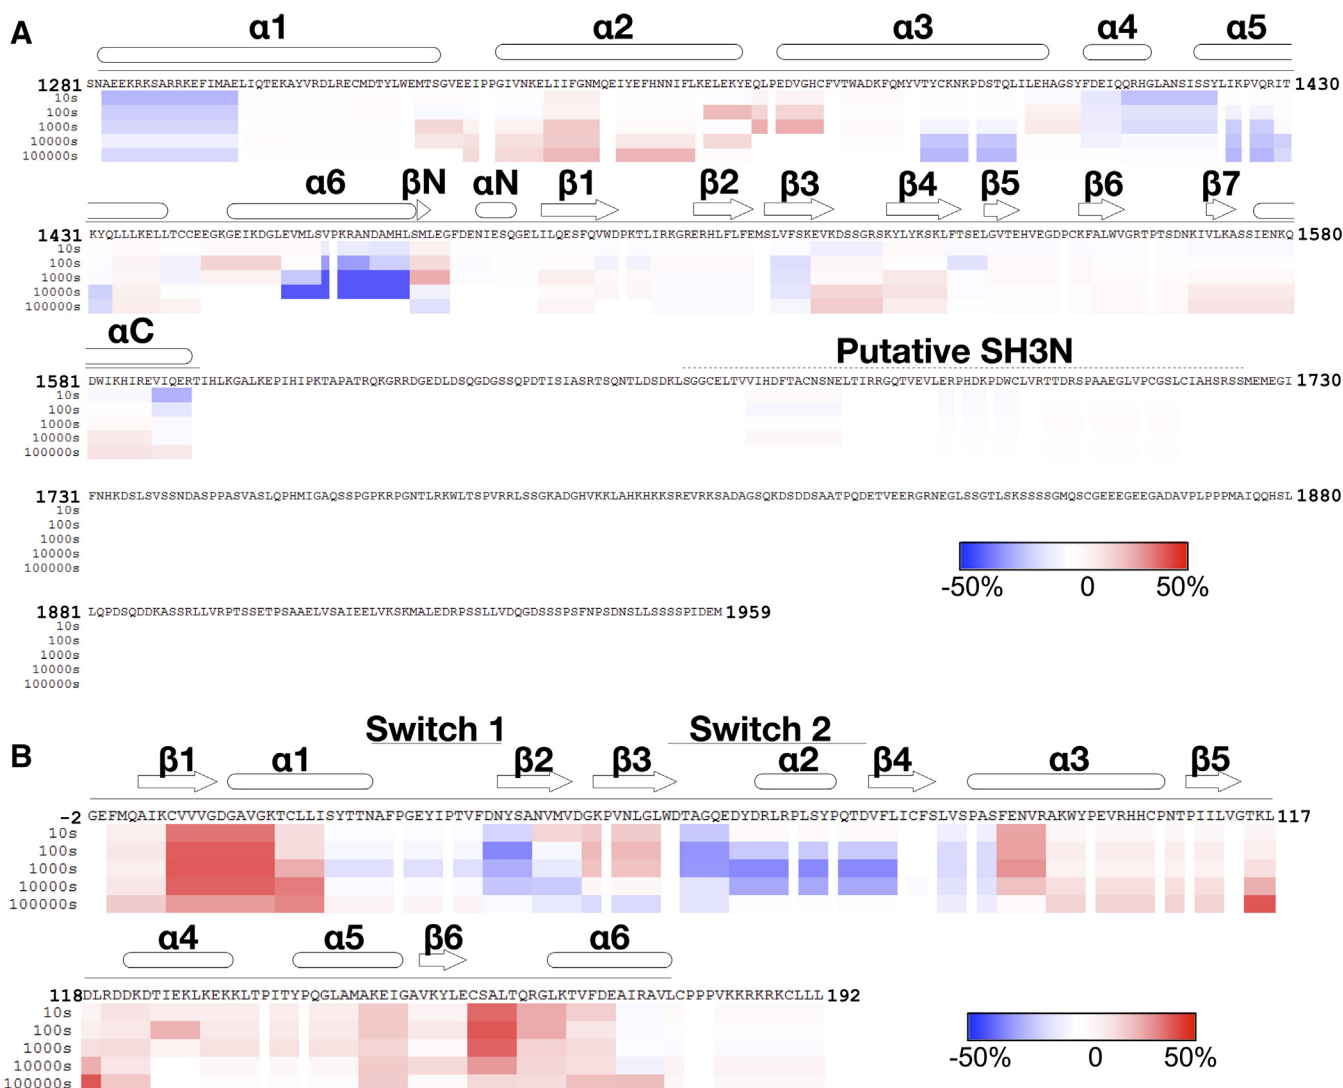 A
α1 α2 α3 α4 α5
1281 SNAEEKRKSARRKEFIMAELIQTEKAYVRDLRECMDTYLWEMTSGVEEIPPGIVNKELIIFGNMQEIYEFHNNIFLKELEKYEQLPEDVGHCFVTWADKFQMYVTYCKNKPDSTQLILEHAGSYFDEIQQRHGLANSISSYLIKPVQRIT 1430
10s
100s
1000s
10000s
100000s
α6 βN αN β1 β2 β3 β4 β5 β6 β7
1431 KYQLLLKELLTCCEEGKGEIKDGLEVMLSVPKRANDAMHLSMLEGFDENIESQGELILQESFQVWDPKTLIRKGRERHLFLFEMSLVFSKEVKDSSGRSKYLYKSKLFTSELGVTEHVEGDPCKFALWVGRTPTSDNKIVLKASSIENKQ 1580
10s
100s
1000s
10000s
100000s
αC
Putative SH3N
1581 DWIKHIREVIQERTIHLKGALKEPIHIPKTAPATRQKGRRDGEDLDSQGDGSSQPDTISIASRTSQNTLDSDKLSGGCELTVVIHDFTACNSNELTIRRGQTVEVLERPHDKPDWCLVRTTDRSPAAEGLVPCGSLCIAHSRSSMEMEGI 1730
10s
100s
1000s
10000s
100000s
1731 FNHKDSLSVSSNDASPPASVASLQPHMIGAQSSPGPKRPGNTLRKWLTSPVRRLSSGKADGHVKKLAHKHKKSREVRKSADAGSQKDSDDSAATPQDETVEERGRNEGLSSGTLSKSSSSGMQSCGEEEGEEGADAVPLPPPMAIQQHSL 1880
10s
100s
1000s
10000s
100000s
-50% 0 50%
1881 LQPDSQDDKASSRLLVRPTSSETPSAAELVSAIEELVKSKMALEDRPSSLLVDQGDSSSPSFNPSDNSLLSSSSPIDEM 1959
10s
100s
1000s
10000s
100000s
Switch 1 Switch 2
B
β1 α1 β2 β3 α2 β4 α3 β5
-2 GEFMQAIKCVVVGDGAVGKTCLLISYTTNAFPGEYIPTVFDNYSANVMVDGKPVNLGLWDTAGQEDYDRLRPLSYPQTDVFLICFSLVSPASFENVRAKWYPEVRHHCPNTPIILVGTKL 117
10s
100s
1000s
10000s
100000s
α4 α5 β6 α6
118 DLRDDKDTIEKLKEKKLTPITYPQGLAMAKEIGAVKYLECSALTQRGLKTVFDEAIRAVLCPPPVKKRKRKCLLL 192
10s
100s
1000s
10000s
100000s
-50% 0 50%